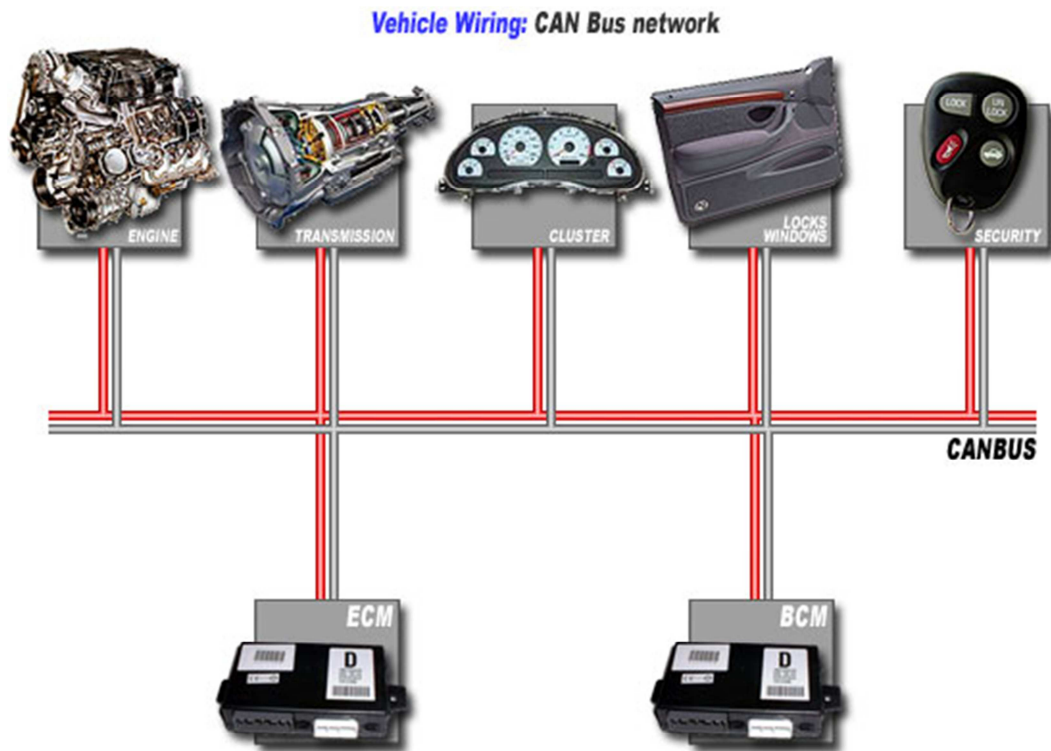 Vehicle Wiring: CAN Bus network
LOCK
UN
LOCK
ENGINE
TRANSMISSION
CLUSTER
LOCKS
WINDOWS
SECURITY
CANBUS
ECM
BCM
D
D